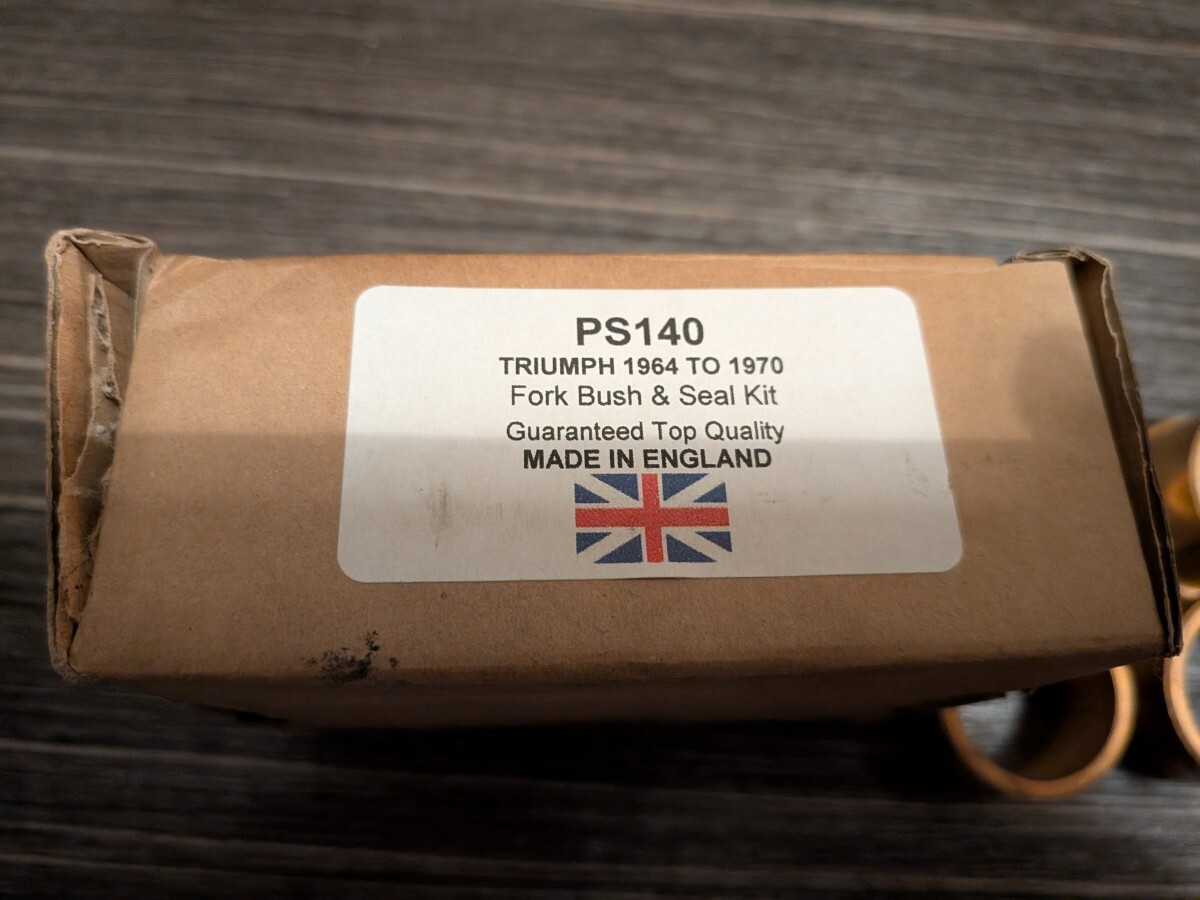 PS140
TRIUMPH 1964 TO 1970
Fork Bush & Seal Kit
Guaranteed Top Quality
MADE IN ENGLAND